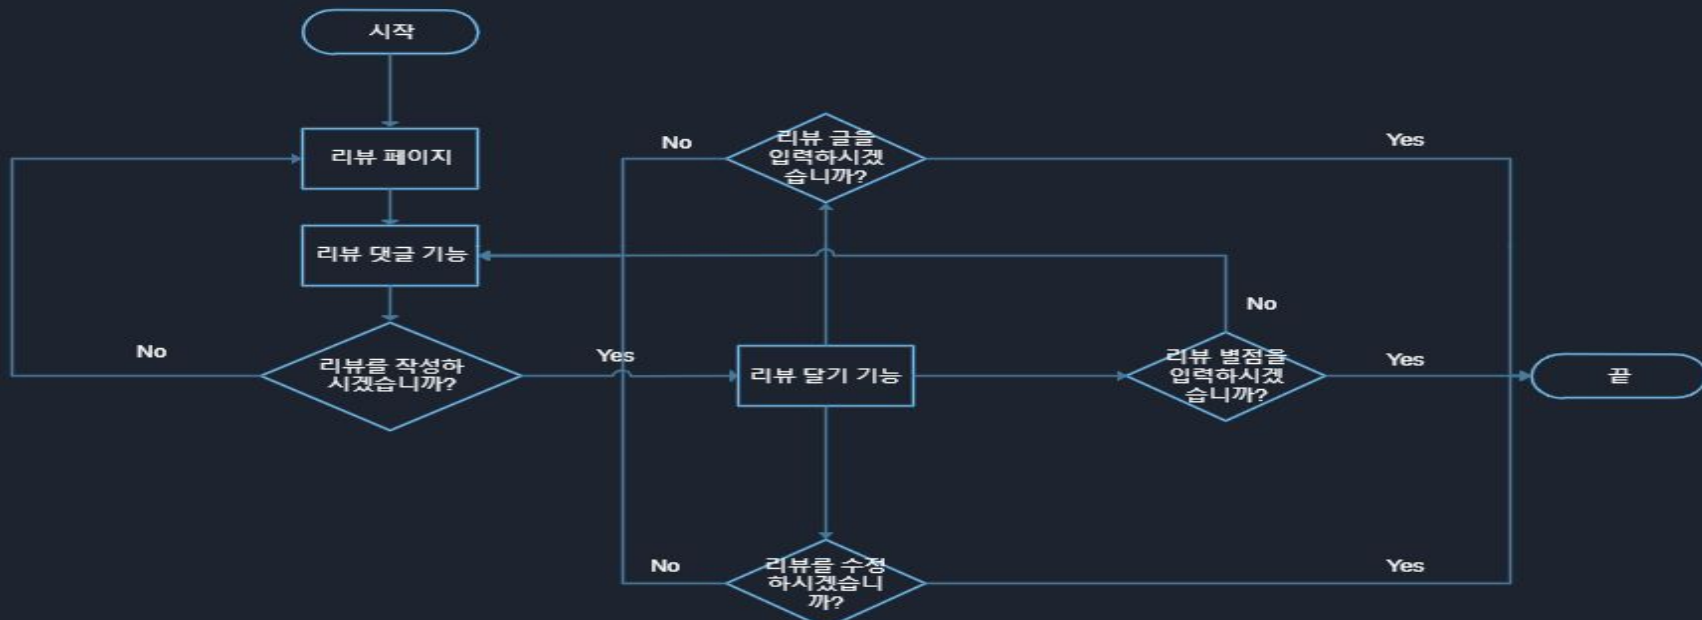 시작
리뷰 페이지
리뷰 댓글 기능
리뷰를 작성하
시겠습니까?
No
Yes
리뷰 달기 기능
리뷰 글을
입력하시겠
습니까?
No
Yes
리뷰 별점을
입력하시겠
습니까?
No
Yes
리뷰를 수정
하시겠습니
까?
No
Yes
끝